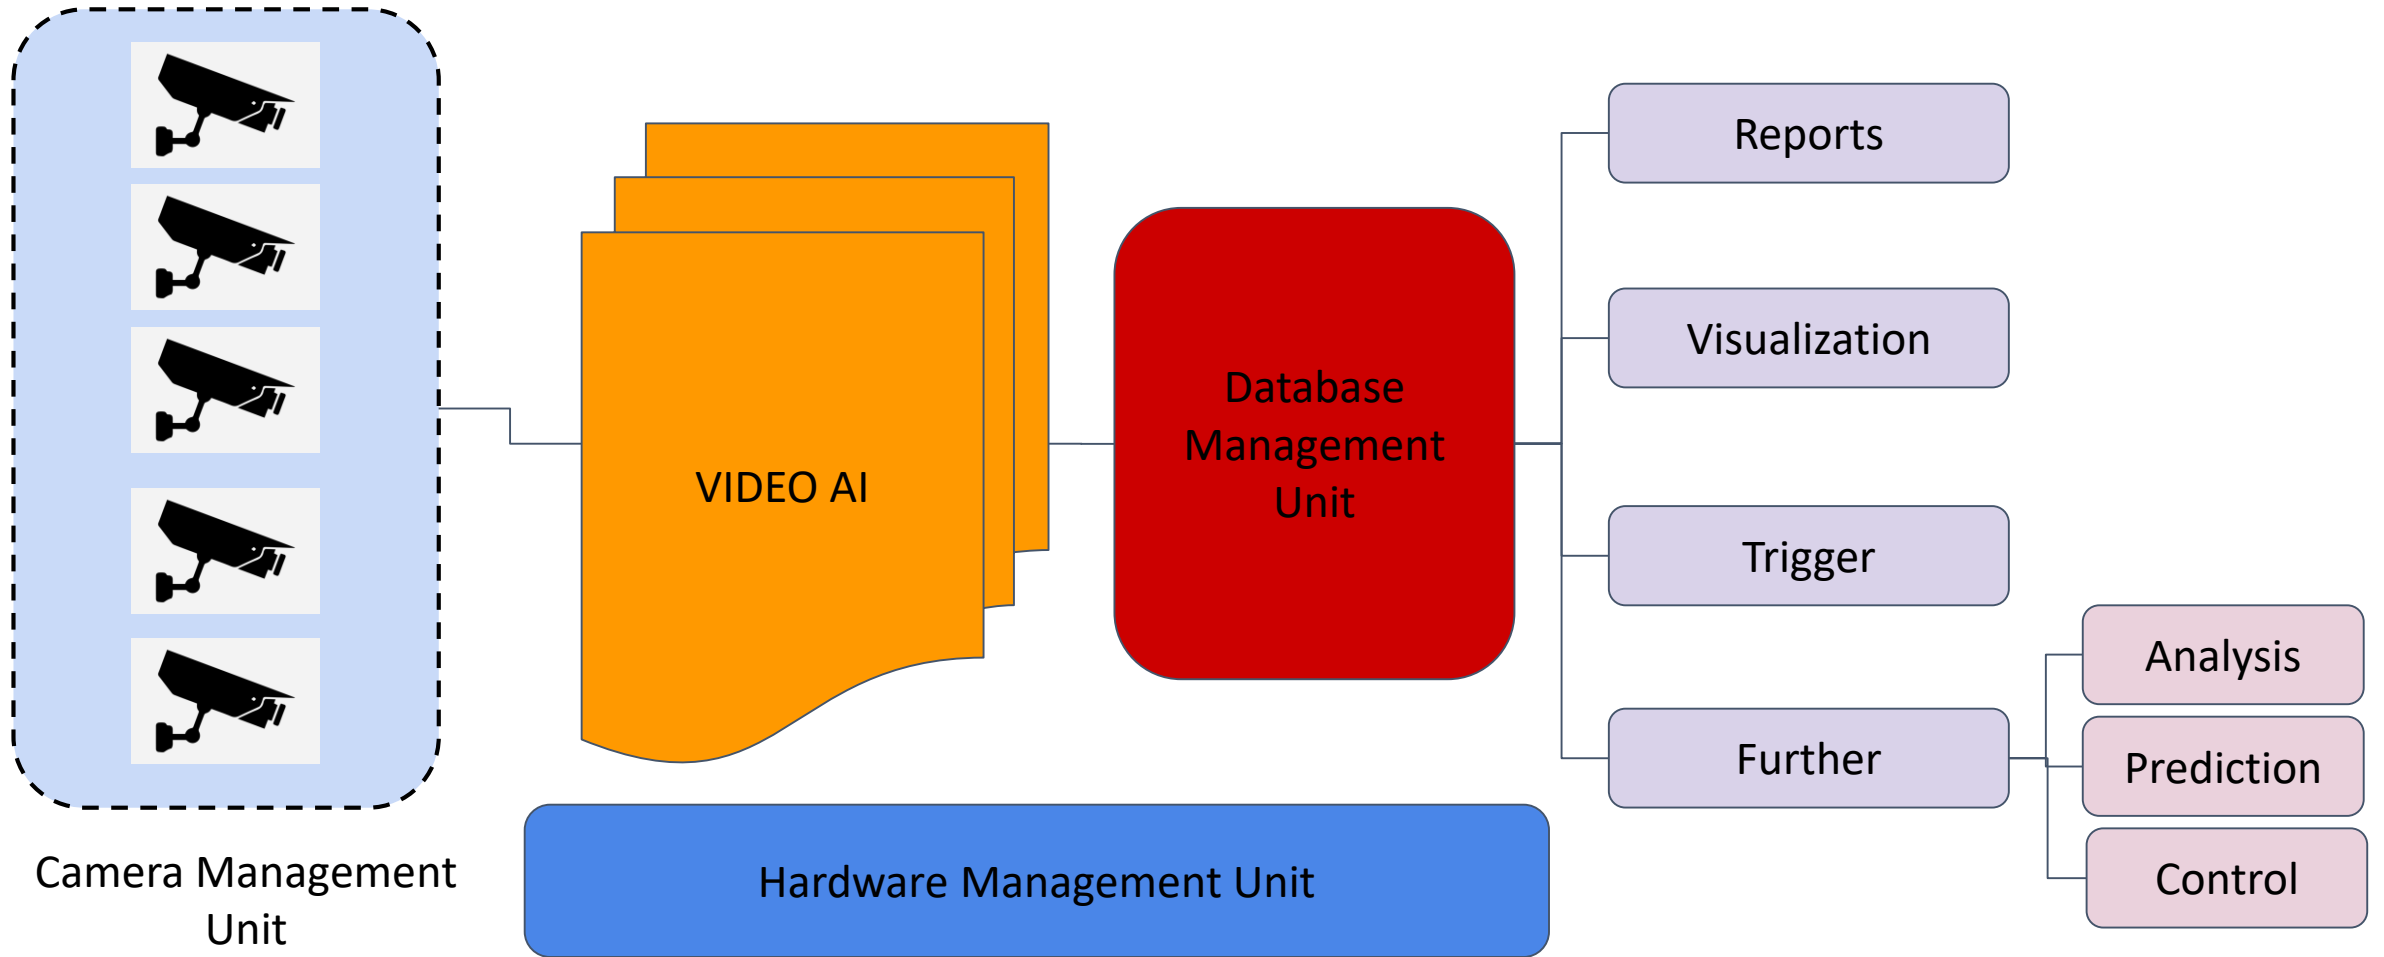 Camera Management
Unit
VIDEO AI
Database
Management
Unit
Hardware Management Unit
Reports
Visualization
Trigger
Further
Analysis
Prediction
Control